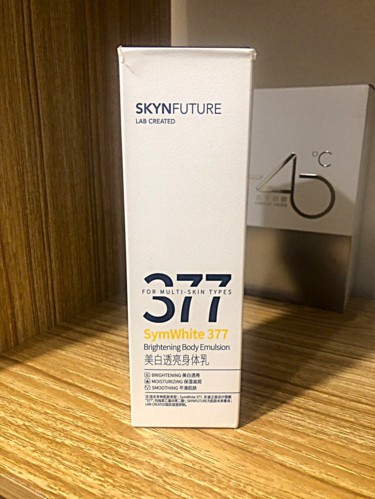 SKYNFUTURE
LAB CREATED
377
FOR MULTI-SKIN TYPES
SymWhite 377
Brightening Body Emulsion
美白透亮身体乳
BRIGHTENING 美白透亮
MOISTURIZING 保湿滋润
SMOOTHING 平滑肌肤
-45°C